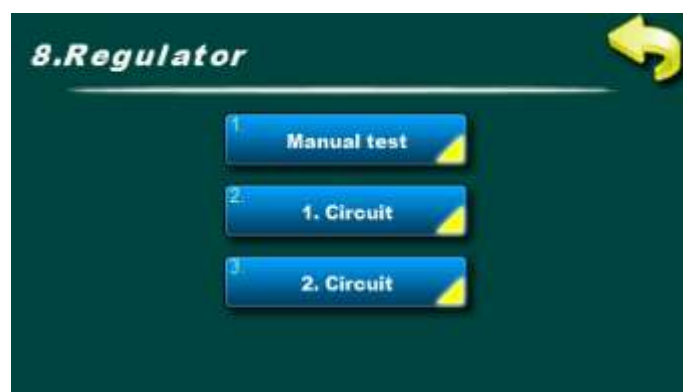 8.Regulator
1.
Manual test
2.
1. Circuit
3.
2. Circuit